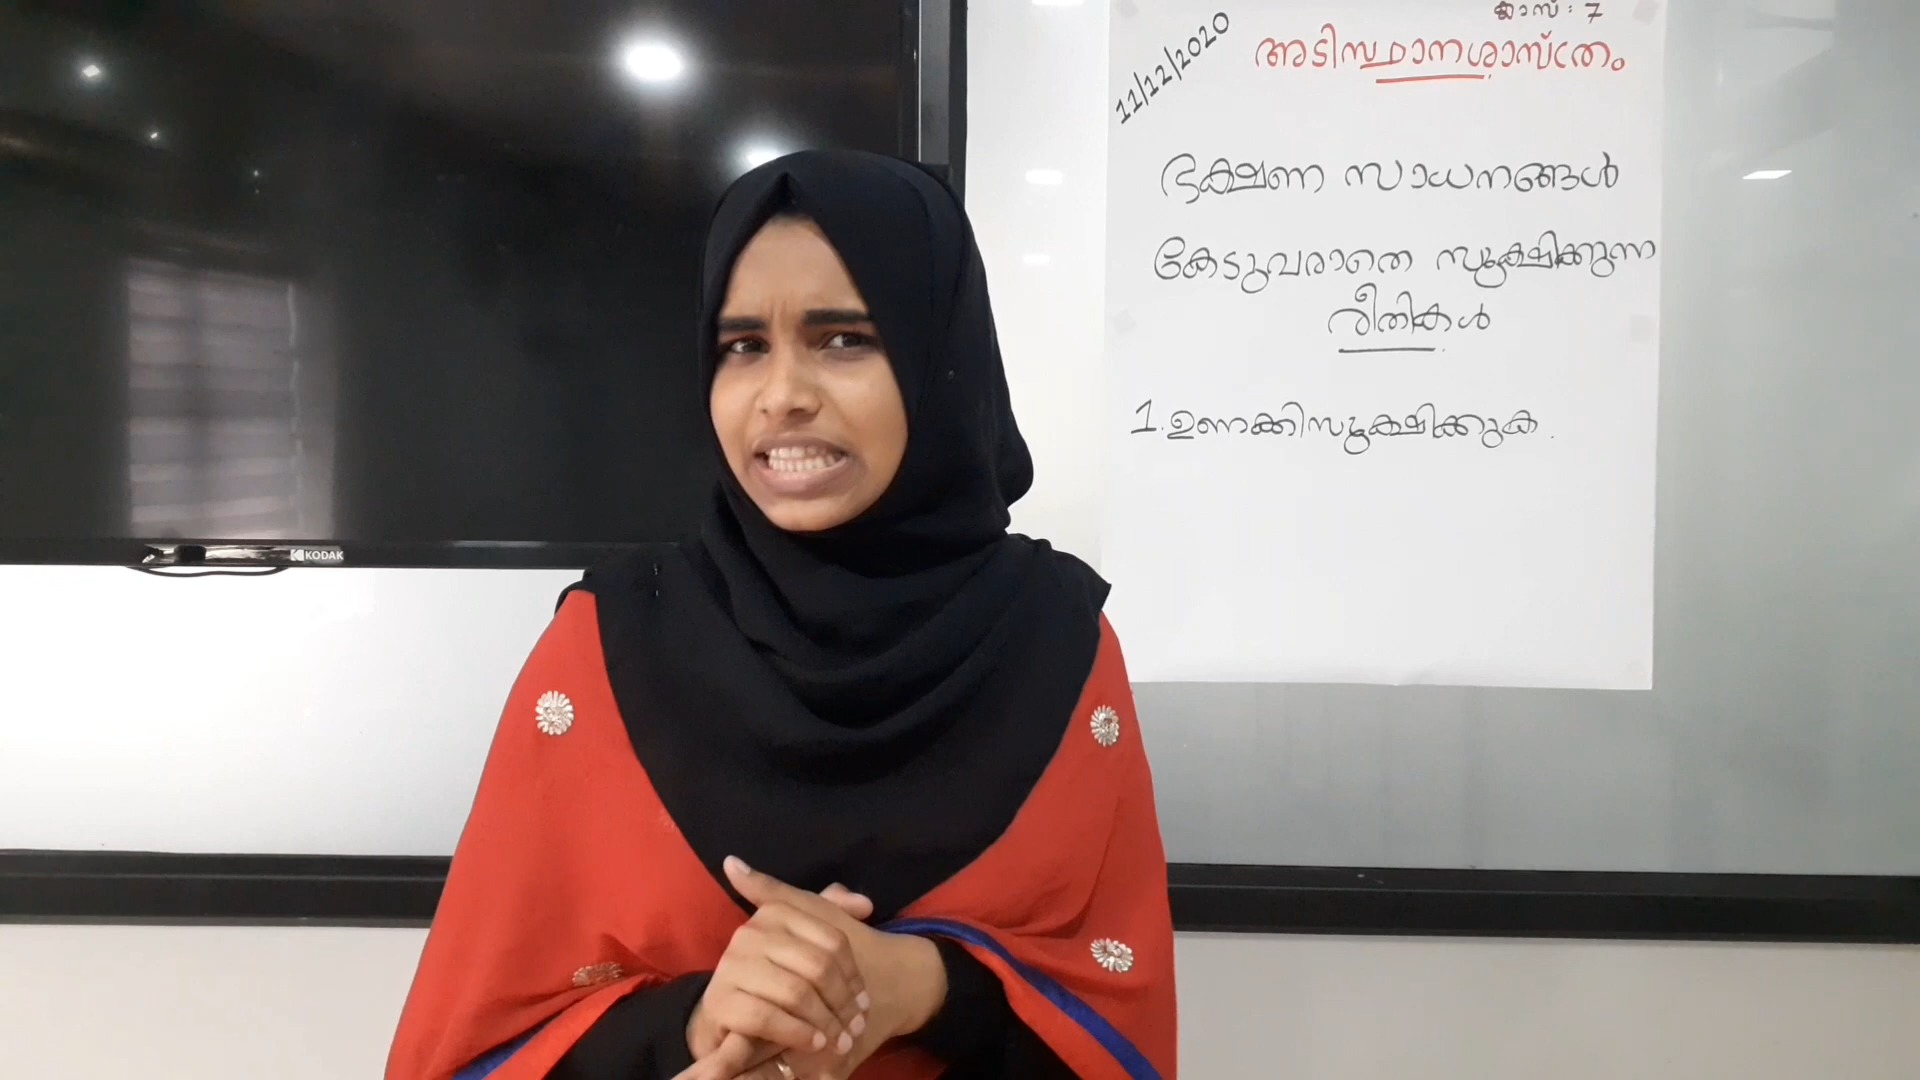 ക്ലാസ് : 7
11/12/2020
അടിസ്ഥാനശാസ്ത്രം
ഭക്ഷണ സാധനങ്ങൾ
കേടുവരാതെ സൂക്ഷിക്കുന്ന
രീതികൾ
1. ഉണക്കിസൂക്ഷിക്കുക.
KODAK